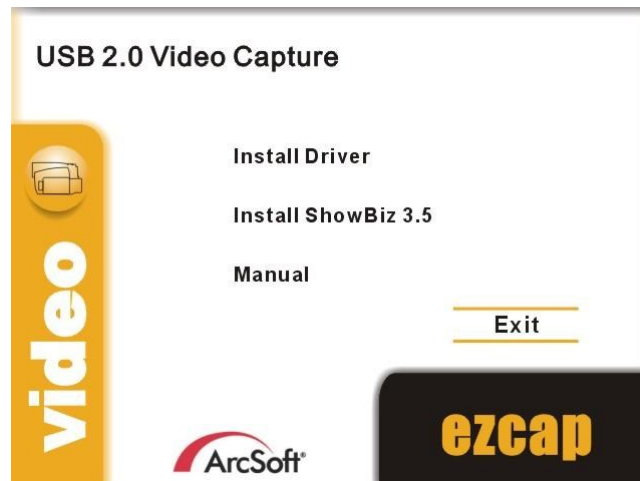 USB 2.0 Video Capture
Install Driver
Install ShowBiz 3.5
Manual
Exit
video
ArcSoft®
ezcap